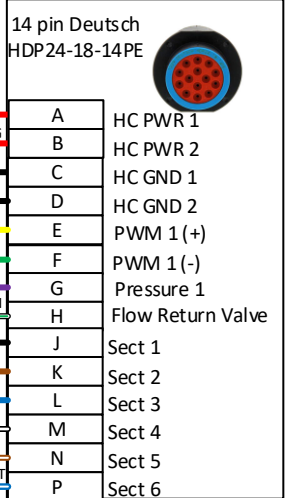 14 pin Deutsch
HDP24-18-14PE
A HC PWR 1
B HC PWR 2
C HC GND 1
D HC GND 2
E PWM 1 (+)
F PWM 1 (-)
G Pressure 1
H Flow Return Valve
J Sect 1
K Sect 2
L Sect 3
M Sect 4
N Sect 5
P Sect 6